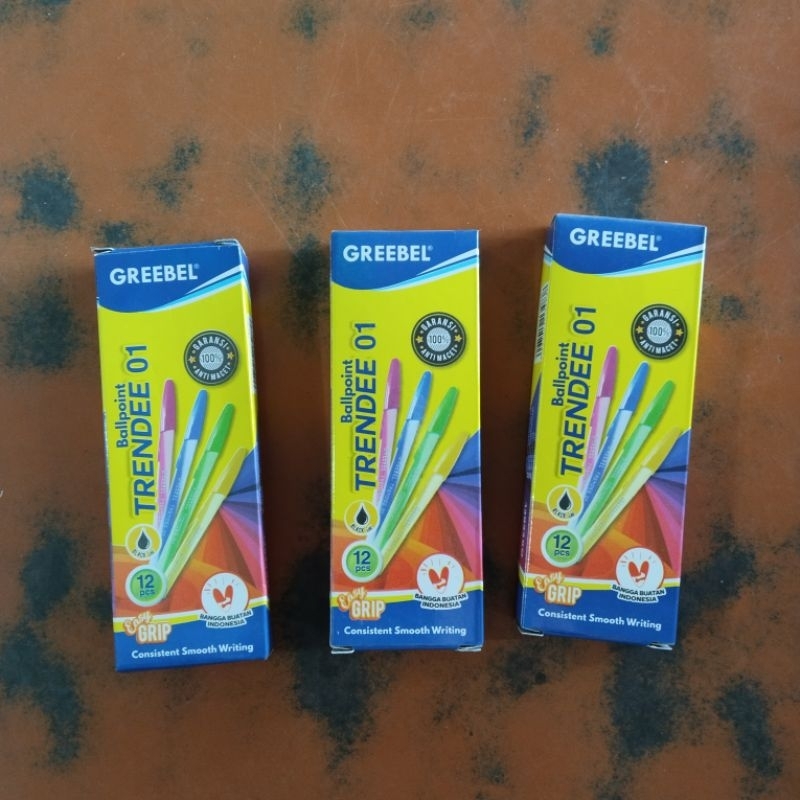 GREEBEL®
GARANSI
100%
ANTI MACET
Ballpoint
TRENDEE 01
12
pcs
Easy
GRIP
BANGGA BUATAN
INDONESIA
Consistent Smooth Writing
GREEBEL®
GARANSI
100%
ANTI MACET
Ballpoint
TRENDEE 01
12
pcs
Easy
GRIP
BANGGA BUATAN
INDONESIA
Consistent Smooth Writing
GREEBEL®
GARANSI
100%
ANTI MACET
Ballpoint
TRENDEE 01
12
pcs
Easy
GRIP
BANGGA BUATAN
INDONESIA
Consistent Smooth Writing